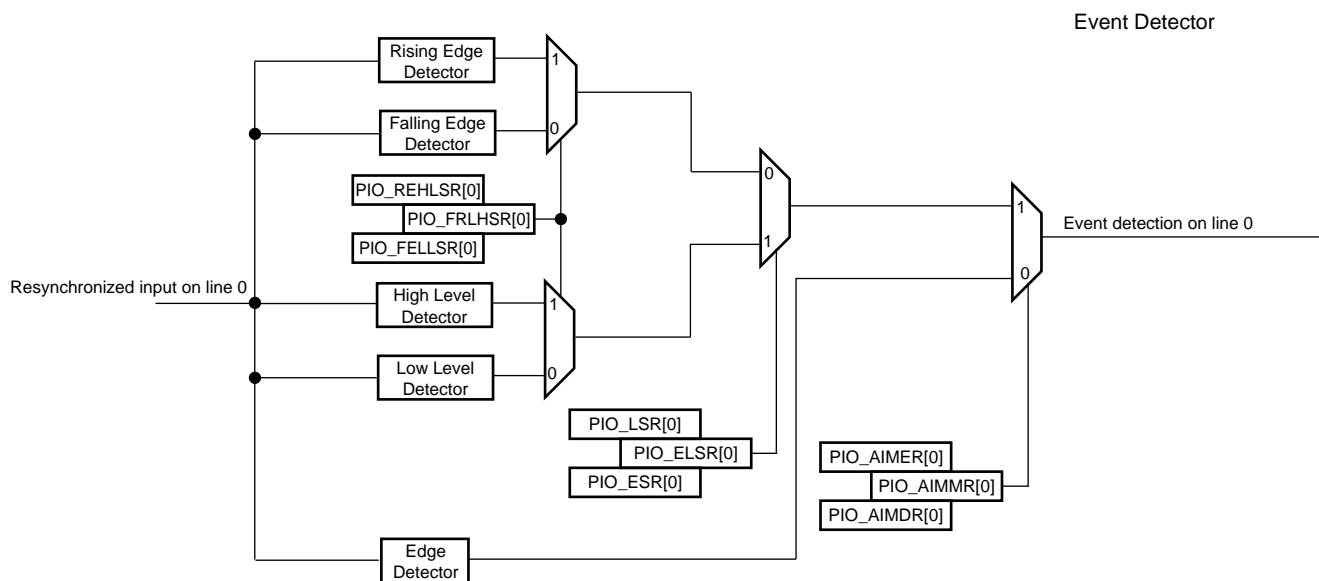 Event Detector
Rising Edge
Detector
1
Falling Edge
Detector
0
PIO_REHLSR[0]
PIO_FRLHSR[0]
PIO_FELLSR[0]
0
1
1
Event detection on line 0
0
Resynchronized input on line 0
High Level
Detector
1
Low Level
Detector
0
PIO_LSR[0]
PIO_ELSR[0]
PIO_ESR[0]
PIO_AIMER[0]
PIO_AIMMR[0]
PIO_AIMDR[0]
Edge
Detector